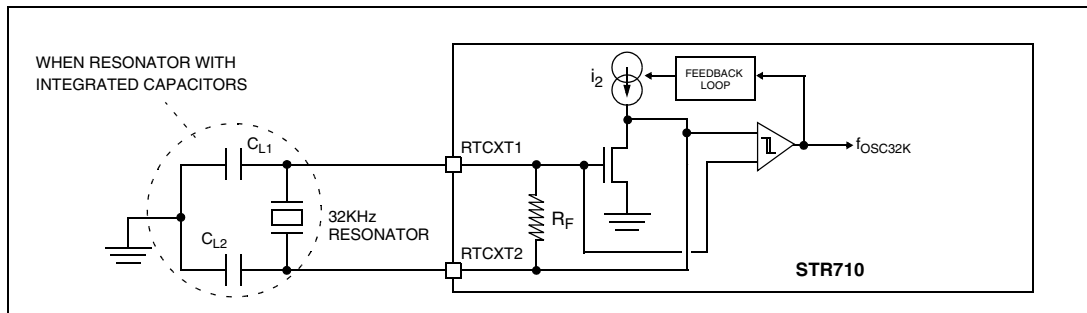 WHEN RESONATOR WITH
INTEGRATED CAPACITORS
CL1
CL2
32KHz
RESONATOR
RTCXT1
RTCXT2
RF
i2
FEEDBACK
LOOP
fOSC32K
STR710